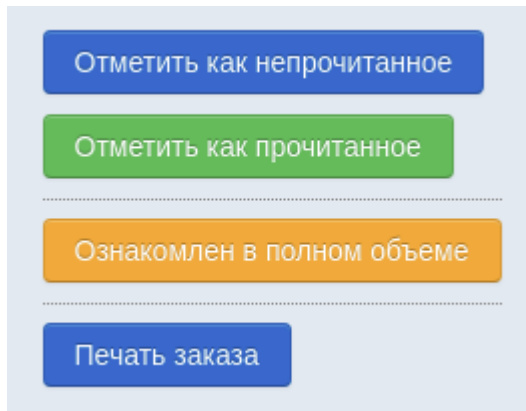 Отметить как непрочитанное
Отметить как прочитанное
Ознакомлен в полном объеме
Печать заказа